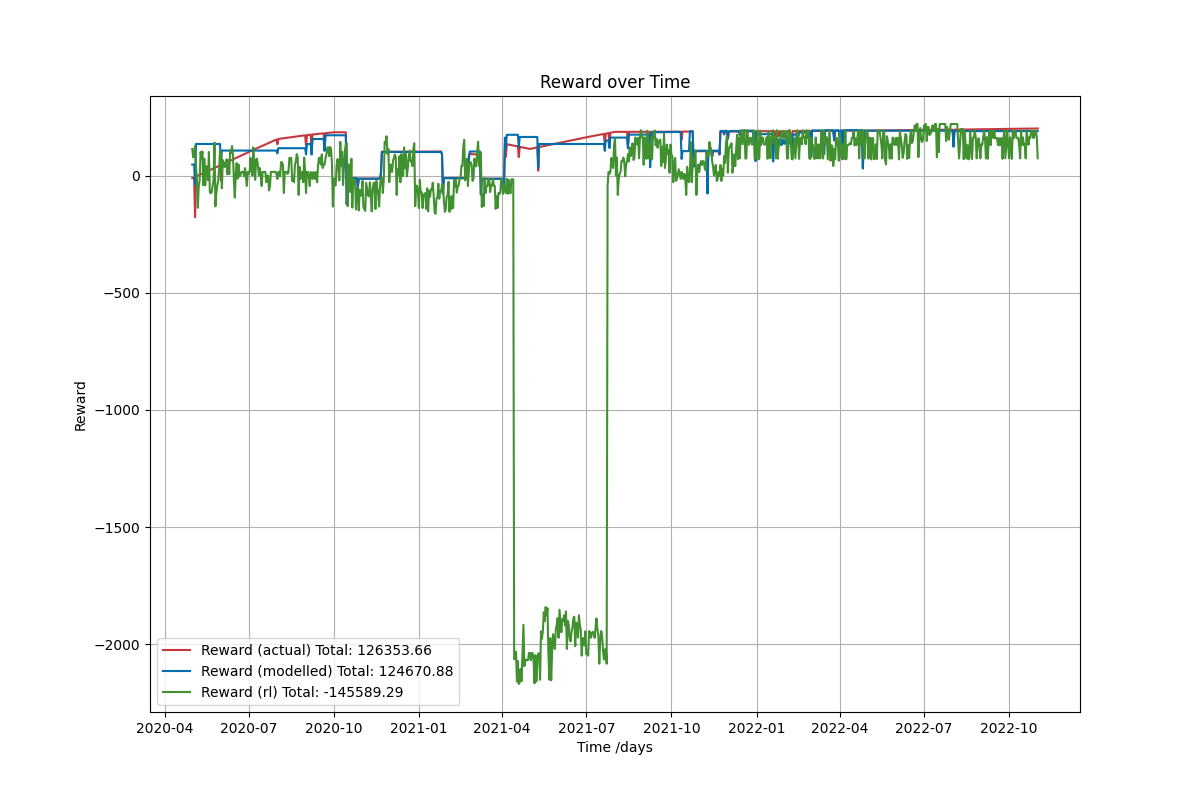 Reward over Time
Reward
0
−500
−1000
−1500
−2000
Reward (actual) Total: 126353.66
Reward (modelled) Total: 124670.88
Reward (rl) Total: -145589.29
2020-04 2020-07 2020-10 2021-01 2021-04 2021-07 2021-10 2022-01 2022-04 2022-07 2022-10
Time /days